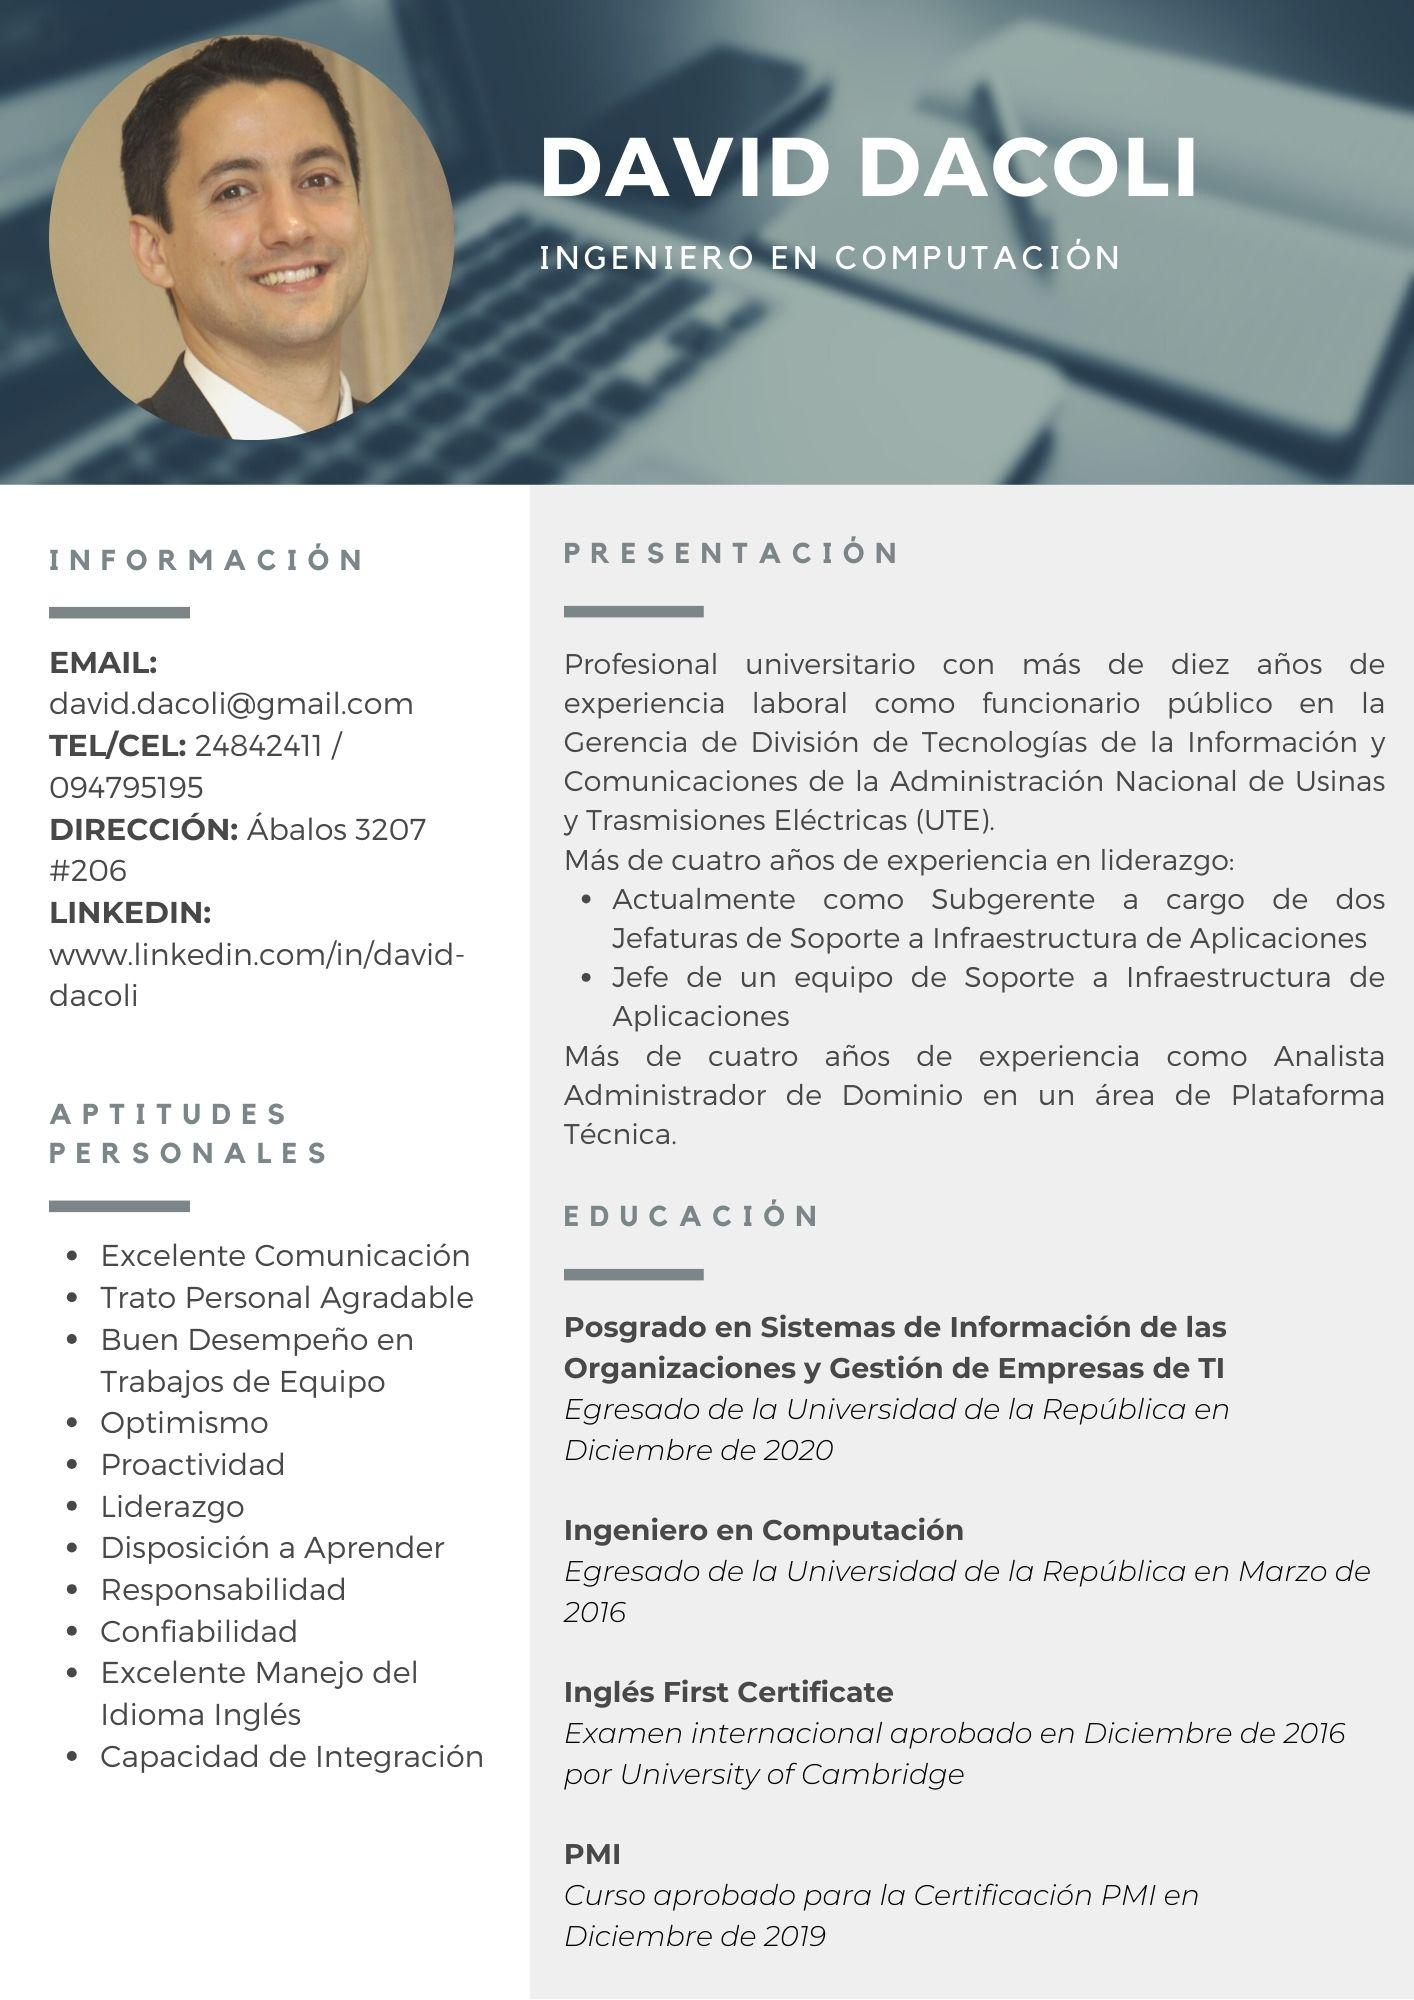 DAVID DACOLI
INGENIERO EN COMPUTACIÓN
INFORMACIÓN
EMAIL:
david.dacoli@gmail.com
TEL/CEL: 24842411 /
094795195
DIRECCIÓN: Ábalos 3207
#206
LINKEDIN:
www.linkedin.com/in/david-
dacoli
APTITUDES
PERSONALES
• Excelente Comunicación
• Trato Personal Agradable
• Buen Desempeño en
Trabajos de Equipo
• Optimismo
• Proactividad
• Liderazgo
• Disposición a Aprender
• Responsabilidad
• Confiabilidad
• Excelente Manejo del
Idioma Inglés
• Capacidad de Integración
PRESENTACIÓN
Profesional universitario con más de diez años de
experiencia laboral como funcionario público en la
Gerencia de División de Tecnologías de la Información y
Comunicaciones de la Administración Nacional de Usinas
y Trasmisiones Eléctricas (UTE).
Más de cuatro años de experiencia en liderazgo:
• Actualmente como Subgerente a cargo de dos
Jefaturas de Soporte a Infraestructura de Aplicaciones
• Jefe de un equipo de Soporte a Infraestructura de
Aplicaciones
Más de cuatro años de experiencia como Analista
Administrador de Dominio en un área de Plataforma
Técnica.
EDUCACIÓN
Posgrado en Sistemas de Información de las
Organizaciones y Gestión de Empresas de TI
Egresado de la Universidad de la República en
Diciembre de 2020
Ingeniero en Computación
Egresado de la Universidad de la República en Marzo de
2016
Inglés First Certificate
Examen internacional aprobado en Diciembre de 2016
por University of Cambridge
PMI
Curso aprobado para la Certificación PMI en
Diciembre de 2019